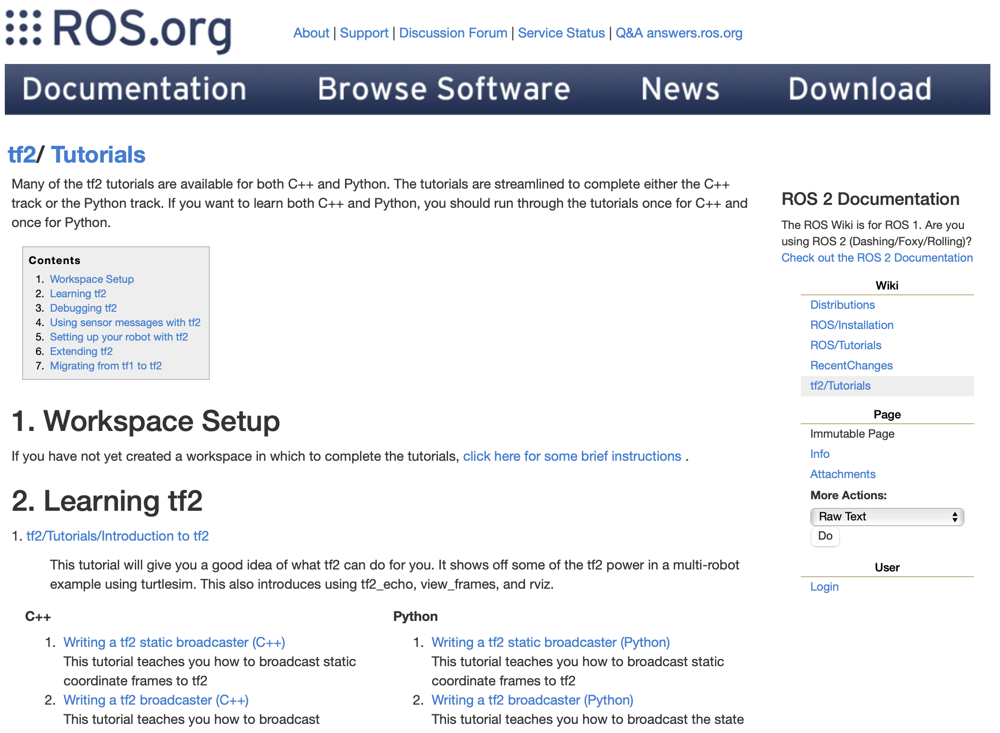 ROS.org
About | Support | Discussion Forum | Service Status | Q&A answers.ros.org
Documentation Browse Software News Download
tf2/ Tutorials
Many of the tf2 tutorials are available for both C++ and Python. The tutorials are streamlined to complete either the C++
track or the Python track. If you want to learn both C++ and Python, you should run through the tutorials once for C++ and
once for Python.
Contents
1. Workspace Setup
2. Learning tf2
3. Debugging tf2
4. Using sensor messages with tf2
5. Setting up your robot with tf2
6. Extending tf2
7. Migrating from tf1 to tf2
1. Workspace Setup
If you have not yet created a workspace in which to complete the tutorials, click here for some brief instructions .
2. Learning tf2
1. tf2/Tutorials/Introduction to tf2
This tutorial will give you a good idea of what tf2 can do for you. It shows off some of the tf2 power in a multi-robot
example using turtlesim. This also introduces using tf2_echo, view_frames, and rviz.
C++
1. Writing a tf2 static broadcaster (C++)
This tutorial teaches you how to broadcast static
coordinate frames to tf2
2. Writing a tf2 broadcaster (C++)
This tutorial teaches you how to broadcast
Python
1. Writing a tf2 static broadcaster (Python)
This tutorial teaches you how to broadcast static
coordinate frames to tf2
2. Writing a tf2 broadcaster (Python)
This tutorial teaches you how to broadcast the state
ROS 2 Documentation
The ROS Wiki is for ROS 1. Are you
using ROS 2 (Dashing/Foxy/Rolling)?
Check out the ROS 2 Documentation
Wiki
Distributions
ROS/Installation
ROS/Tutorials
RecentChanges
tf2/Tutorials
Page
Immutable Page
Info
Attachments
More Actions:
Raw Text
Do
User
Login